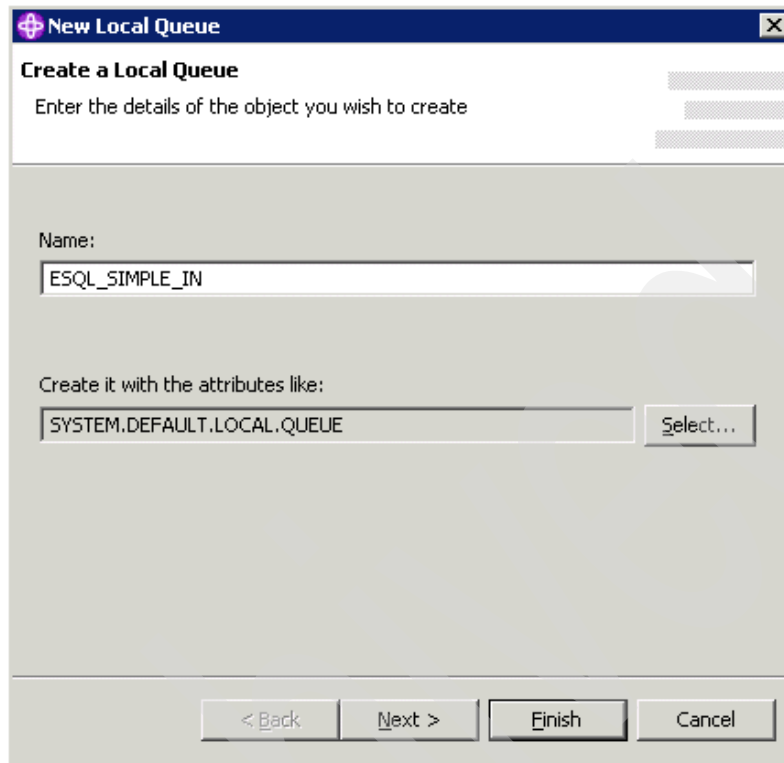 New Local Queue
Create a Local Queue
Enter the details of the object you wish to create
Name:
ESQL_SIMPLE_IN
Create it with the attributes like:
SYSTEM.DEFAULT.LOCAL.QUEUE Select...
< Back Next > Finish Cancel